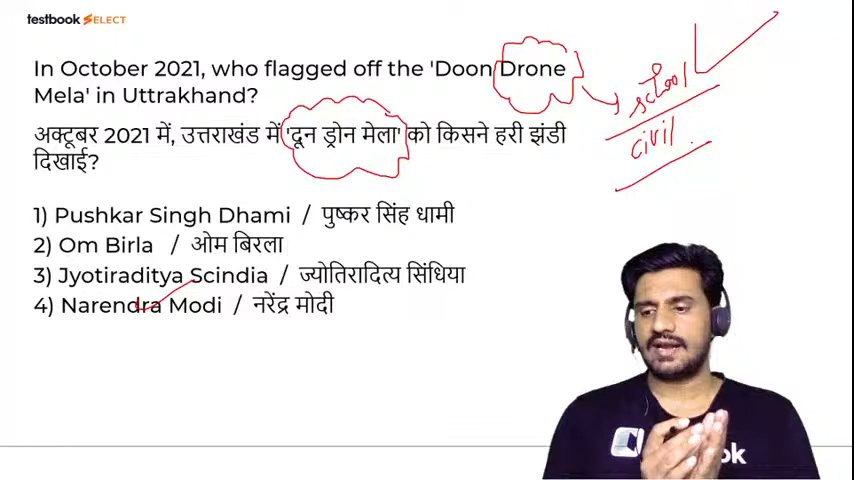 testbook SELECT
In October 2021, who flagged off the 'Doon Drone
Mela' in Uttrakhand?
school
civil
अक्टूबर 2021 में, उत्तराखंड में 'दून ड्रोन मेला' को किसने हरी झंडी
दिखाई?
1) Pushkar Singh Dhami / पुष्कर सिंह धामी
2) Om Birla / ओम बिरला
3) Jyotiraditya Scindia / ज्योतिरादित्य सिंधिया
4) Narendra Modi / नरेंद्र मोदी